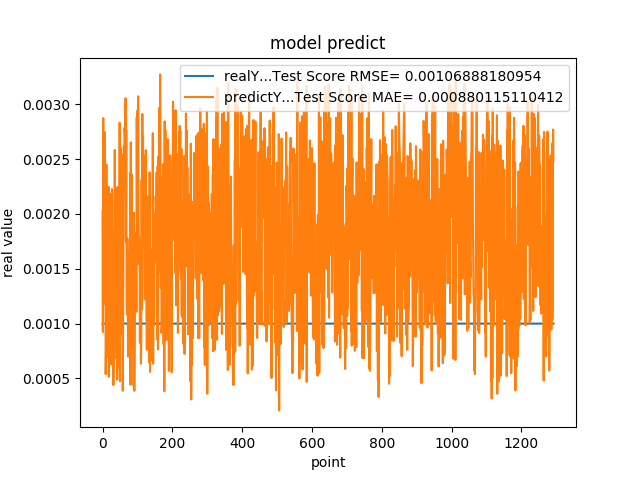 model predict
realY...Test Score RMSE= 0.00106888180954
predictY...Test Score MAE= 0.000880115110412
0.0030
0.0025
0.0020
0.0015
0.0010
0.0005
real value
0 200 400 600 800 1000 1200
point